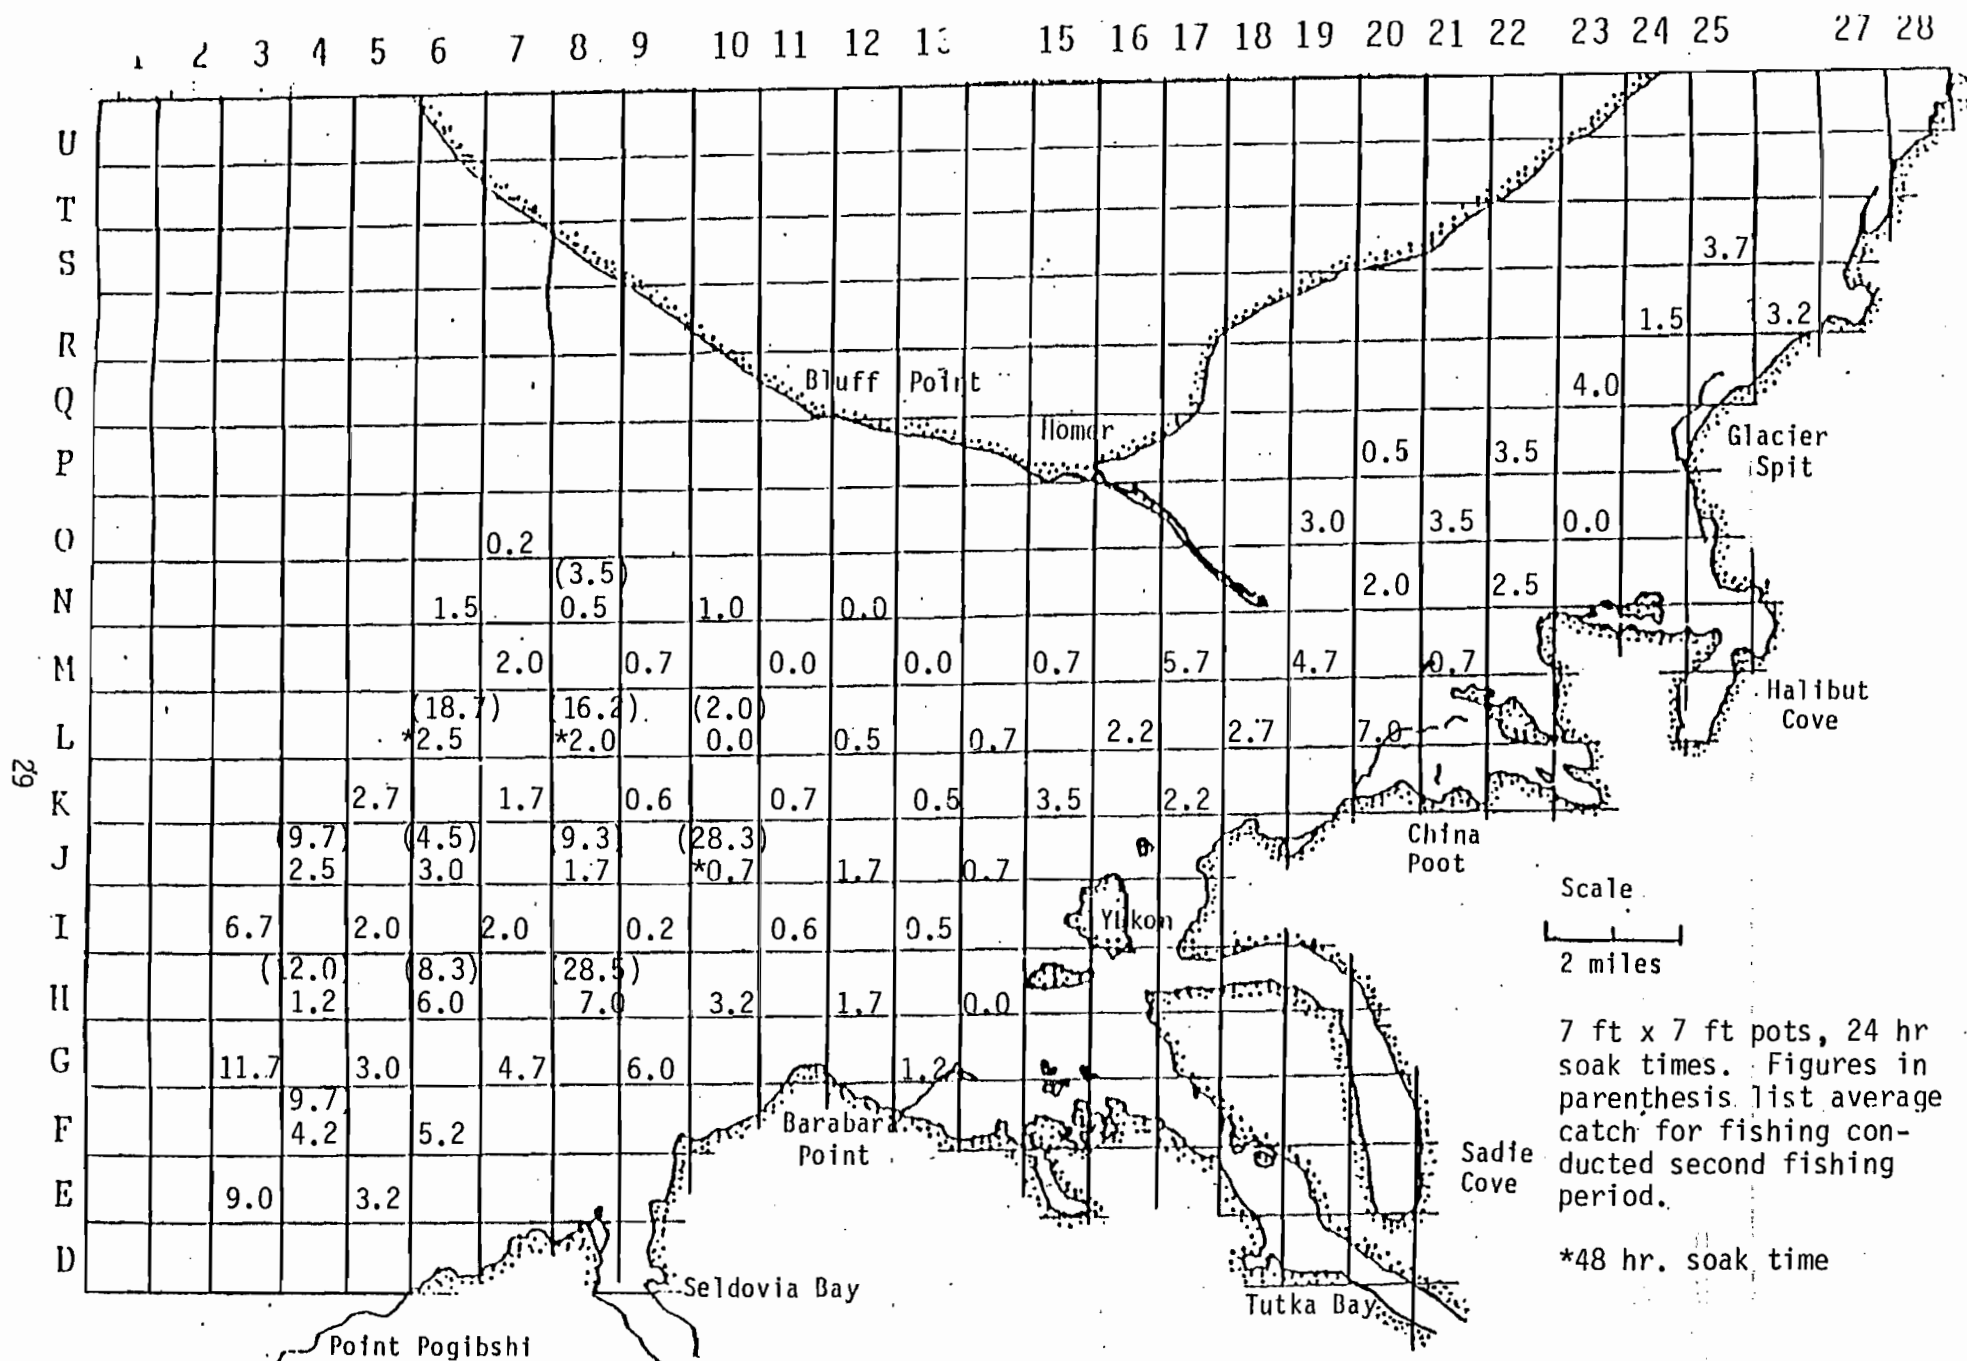 2 3 4 5 6 7 8 9 10 11 12 15 16 17 18 19 20 21 22 23 24 25 27 28
U
T
S 3.7
R 1.5 3.2
Bluff Point
Q 4.0
Homer
Glacier
Spit
P 0.5 3.5
O 0.2 3.0 3.5 0.0
(3.5)
N 1.5 0.5 1.0 0.0 2.0 2.5
M 2.0 0.7 0.0 0.0 0.7 5.7 4.7 0.7
Halibut
Cove
(18.7) (16.2) (2.0)
L *2.5 *2.0 0.0 0.5 0.7 2.2 2.7 7.0
29
K 2.7 1.7 0.6 0.7 0.5 3.5 2.2
(9.7) (4.5) (9.3) (28.3)
J 2.5 3.0 1.7 *0.7 1.7 0.7
China
Poot
I 6.7 2.0 2.0 0.2 0.6 0.5
Yukon
Scale
2 miles
(12.0) (8.3) (28.5)
H 1.2 6.0 7.0 3.2 1.7 0.0
G 11.7 3.0 4.7 6.0 1.2
9.7
F 4.2 5.2
Barabara
Point
E 9.0 3.2
Sadie
Cove
D
Seldovia Bay
Tutka Bay
Point Pogibshi
7 ft x 7 ft pots, 24 hr
soak times. Figures in
parenthesis list average
catch for fishing con-
ducted second fishing
period.
*48 hr. soak time